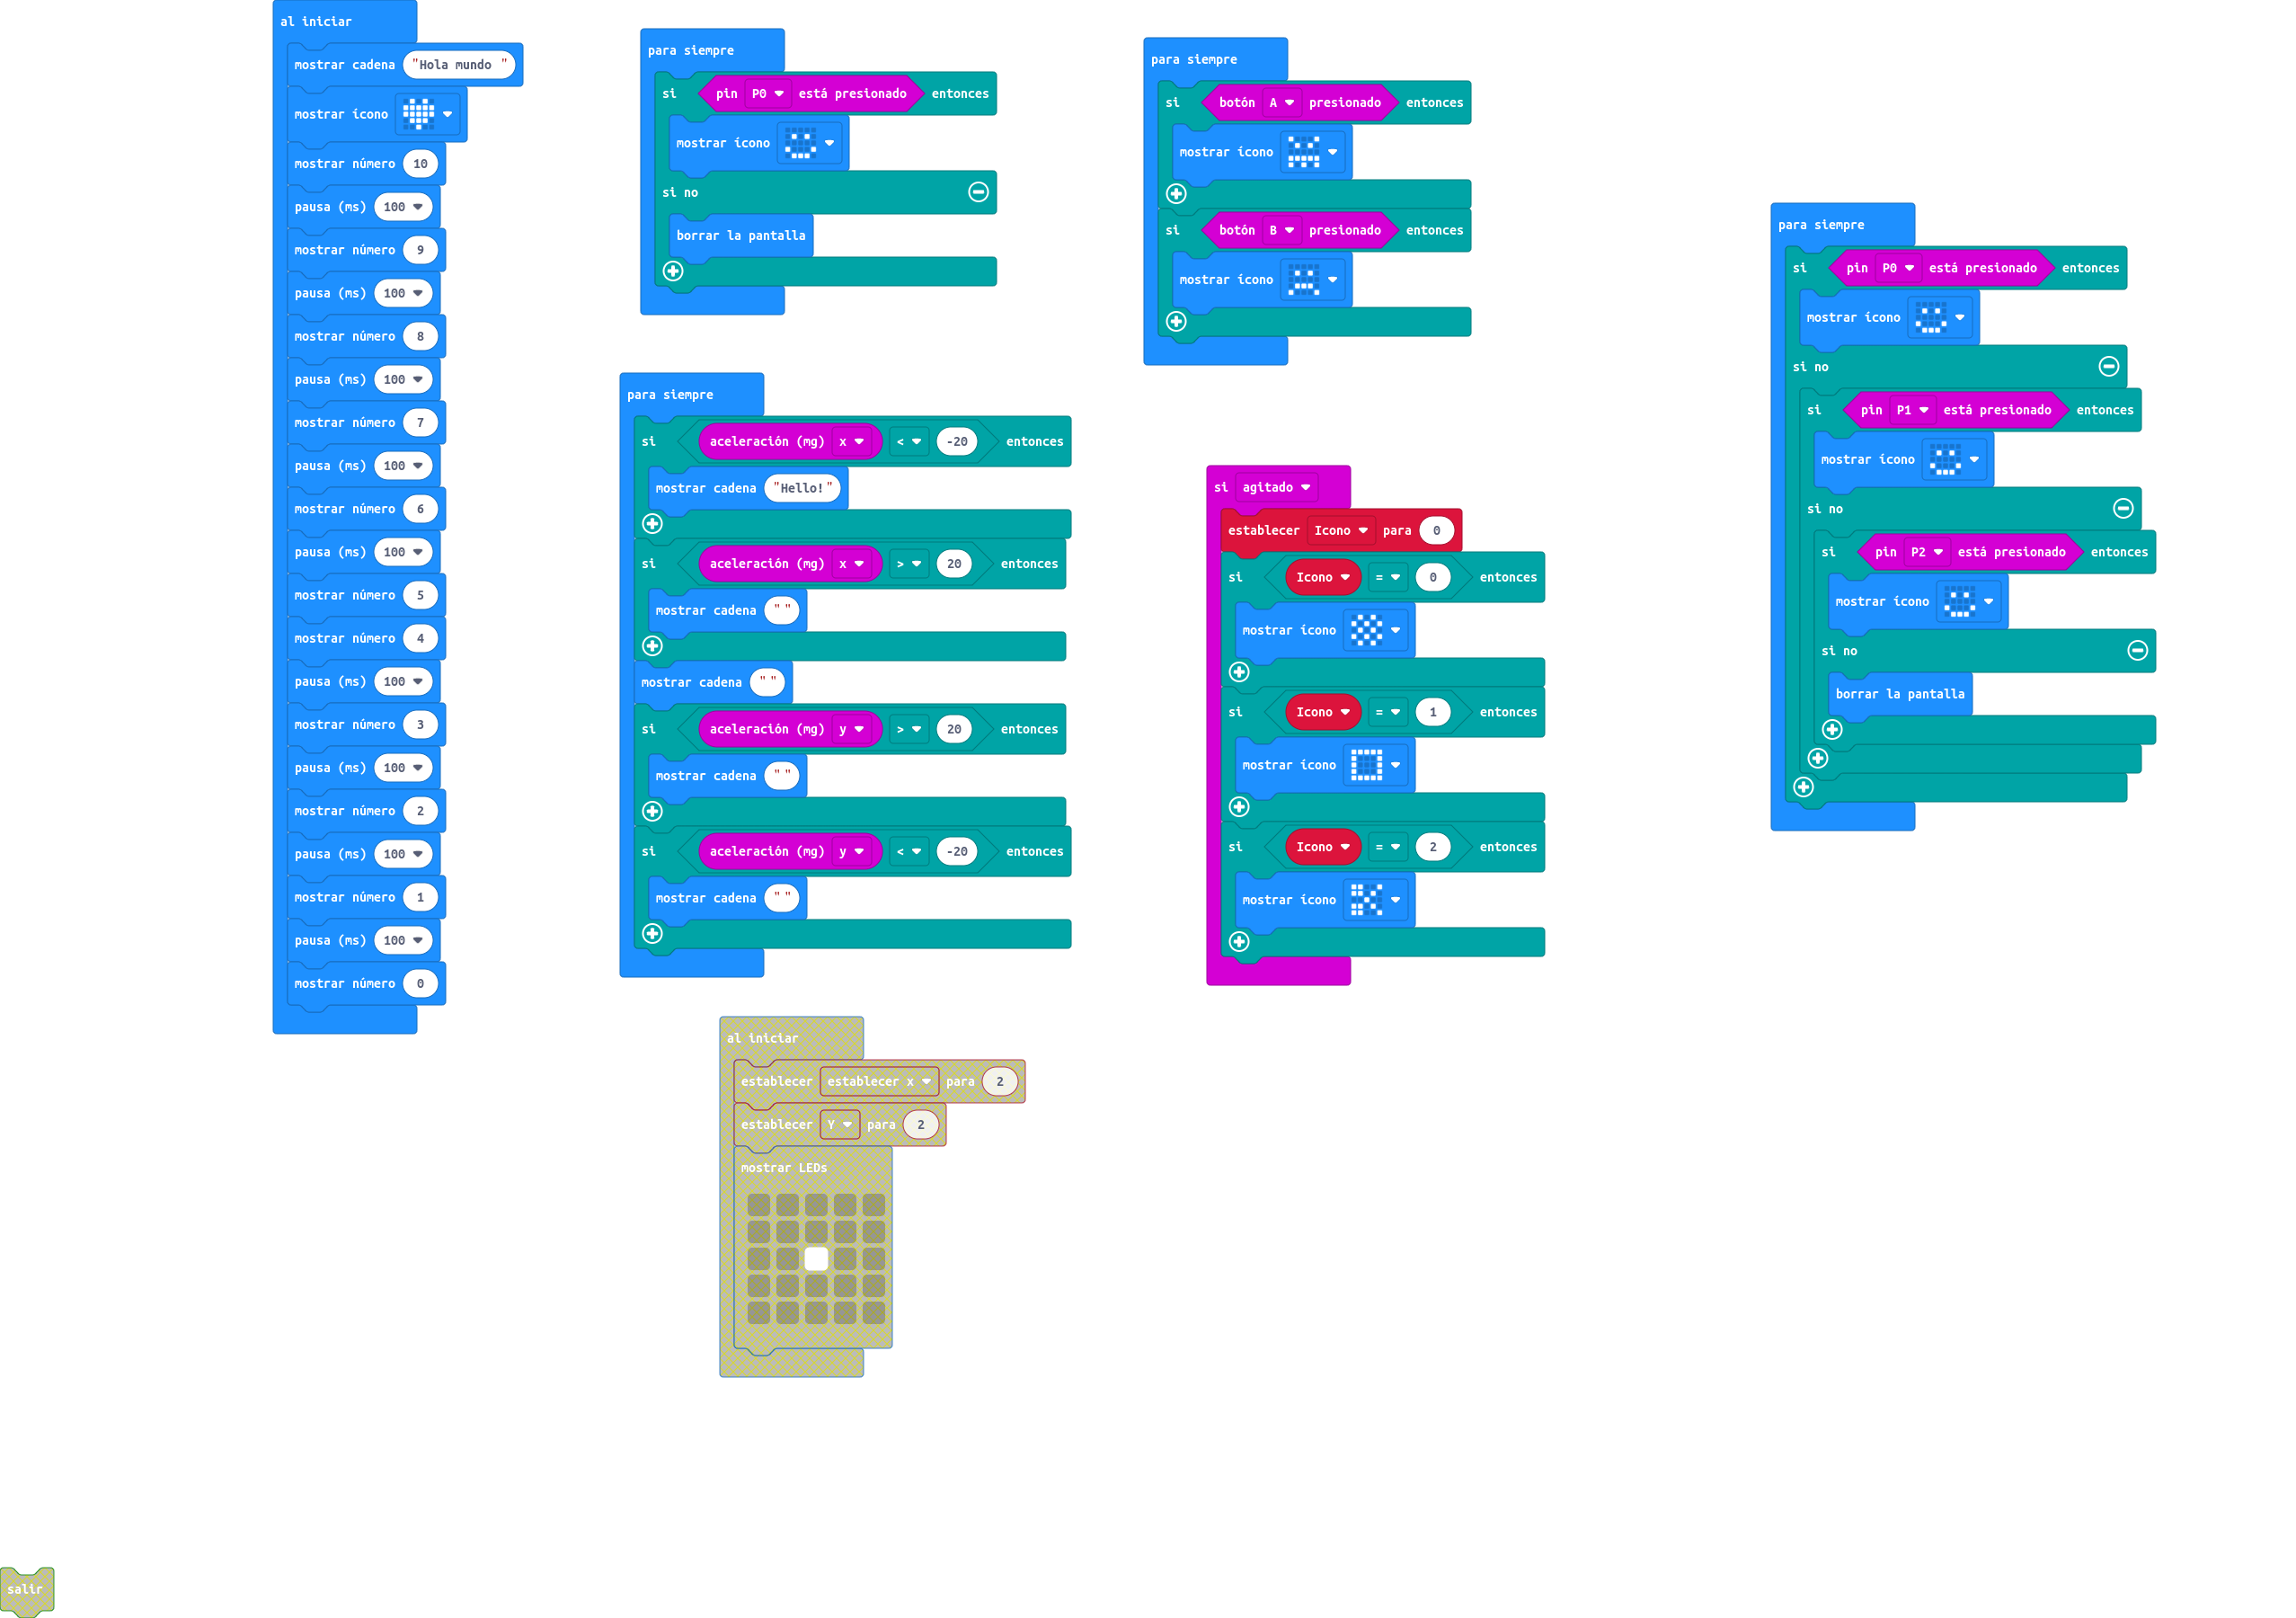 al iniciar
mostrar cadena "Hola mundo "
mostrar ícono
mostrar número 10
pausa (ms) 100
mostrar número 9
pausa (ms) 100
mostrar número 8
pausa (ms) 100
mostrar número 7
pausa (ms) 100
mostrar número 6
pausa (ms) 100
mostrar número 5
mostrar número 4
pausa (ms) 100
mostrar número 3
pausa (ms) 100
mostrar número 2
pausa (ms) 100
mostrar número 1
pausa (ms) 100
mostrar número 0
para siempre
si pin P0 está presionado entonces
mostrar ícono
si no
borrar la pantalla
para siempre
si aceleración (mg) x < -20 entonces
mostrar cadena "Hello!"
si aceleración (mg) x > 20 entonces
mostrar cadena " "
mostrar cadena " "
si aceleración (mg) y > 20 entonces
mostrar cadena " "
si aceleración (mg) y < -20 entonces
mostrar cadena " "
al iniciar
establecer establecer x para 2
establecer Y para 2
mostrar LEDs
para siempre
si botón A presionado entonces
mostrar ícono
si botón B presionado entonces
mostrar ícono
si agitado
establecer Icono para 0
si Icono = 0 entonces
mostrar ícono
si Icono = 1 entonces
mostrar ícono
si Icono = 2 entonces
mostrar ícono
para siempre
si pin P0 está presionado entonces
mostrar ícono
si no
si pin P1 está presionado entonces
mostrar ícono
si no
si pin P2 está presionado entonces
mostrar ícono
si no
borrar la pantalla
salir